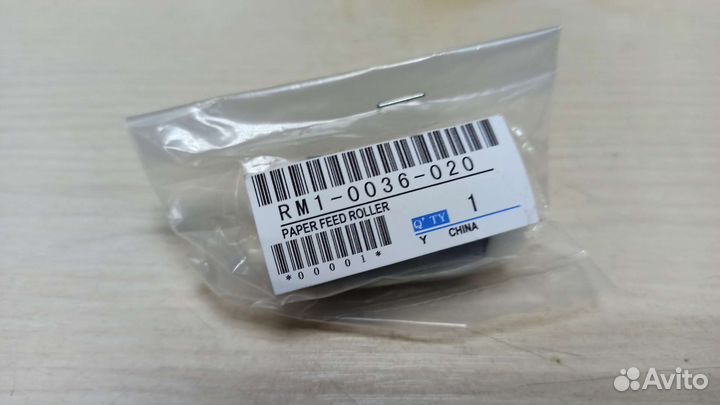 RM1-0036-020
PAPER FEED ROLLER
Q'TY 1
*00001*
Y CHINA
Avito